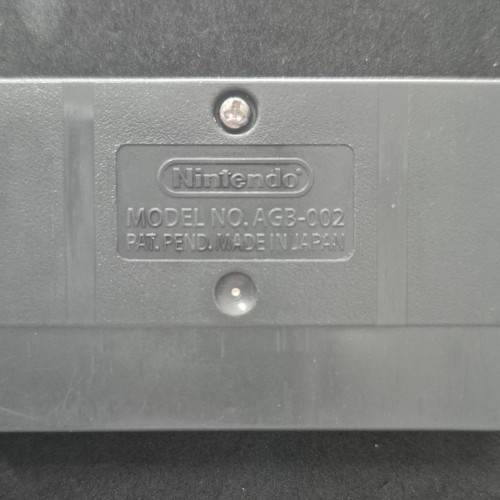 Nintendo®
MODEL NO. AGB-002
PAT. PEND. MADE IN JAPAN